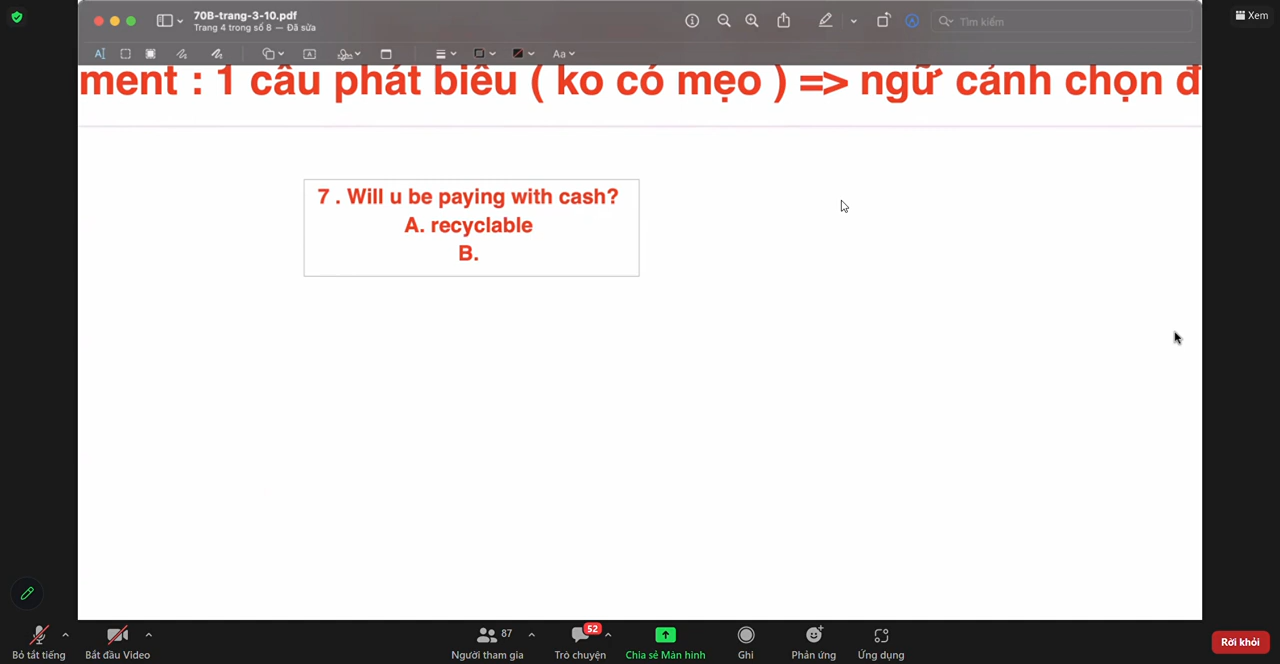 70B-trang-3-10.pdf
Trang 4 trong số 8 — Đã sửa
Tìm kiếm
Xem
Aa
ment : 1 câu phát biểu ( ko có mẹo ) => ngữ cảnh chọn đ
7 . Will u be paying with cash?
A. recyclable
B.
Bỏ tắt tiếng
Bắt đầu Video
87
Người tham gia
52
Trò chuyện
Chia sẻ Màn hình
Ghi
Phản ứng
Ứng dụng
Rời khỏi